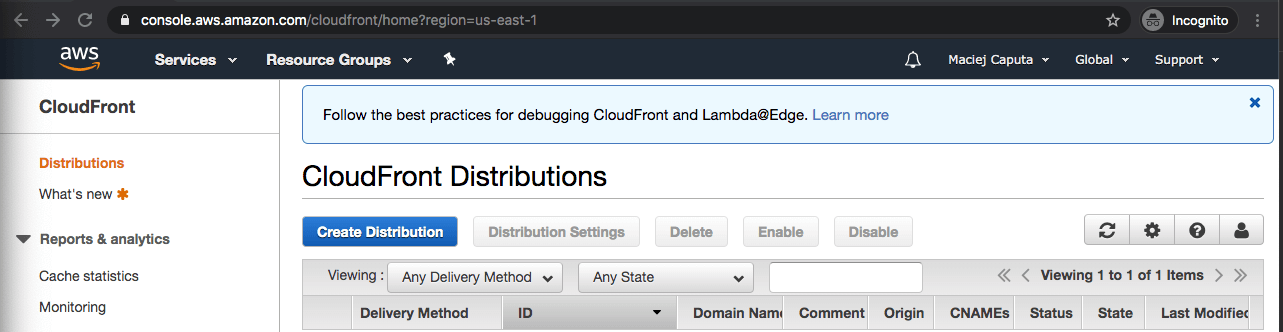 console.aws.amazon.com/cloudfront/home?region=us-east-1
Incognito
aws
Services
Resource Groups
Maciej Caputa
Global
Support
CloudFront
Distributions
What's new
Reports & analytics
Cache statistics
Monitoring
Follow the best practices for debugging CloudFront and Lambda@Edge. Learn more
CloudFront Distributions
Create Distribution
Distribution Settings
Delete
Enable
Disable
Viewing : Any Delivery Method Any State
Viewing 1 to 1 of 1 Items
Delivery Method ID Domain Name Comment Origin CNAMEs Status State Last Modified